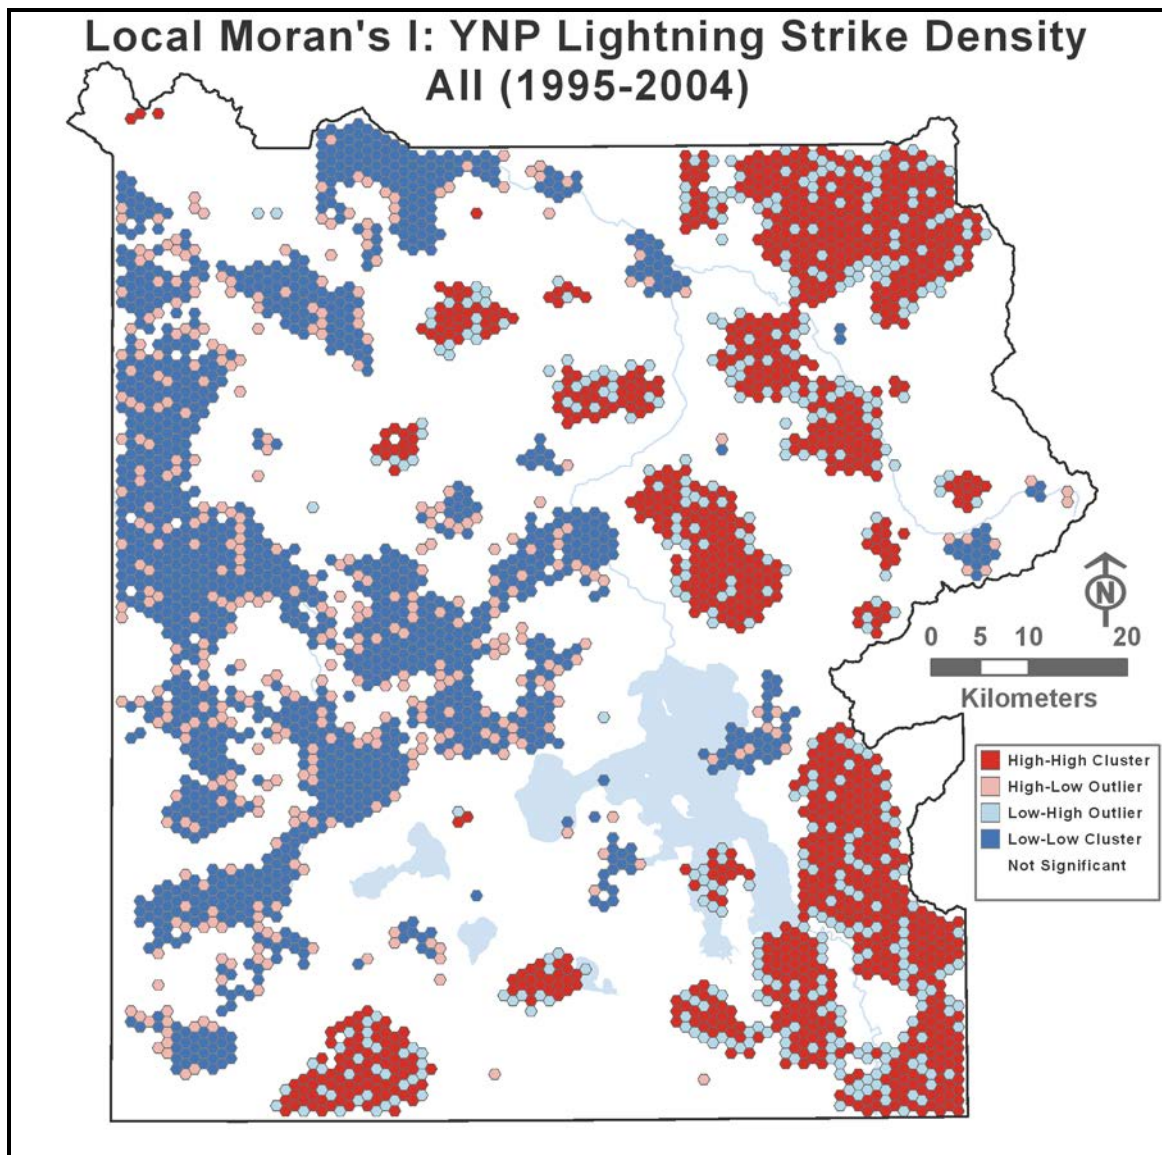 Local Moran's I: YNP Lightning Strike Density
All (1995-2004)
N
0 5 10 20
Kilometers
High-High Cluster
High-Low Outlier
Low-High Outlier
Low-Low Cluster
Not Significant